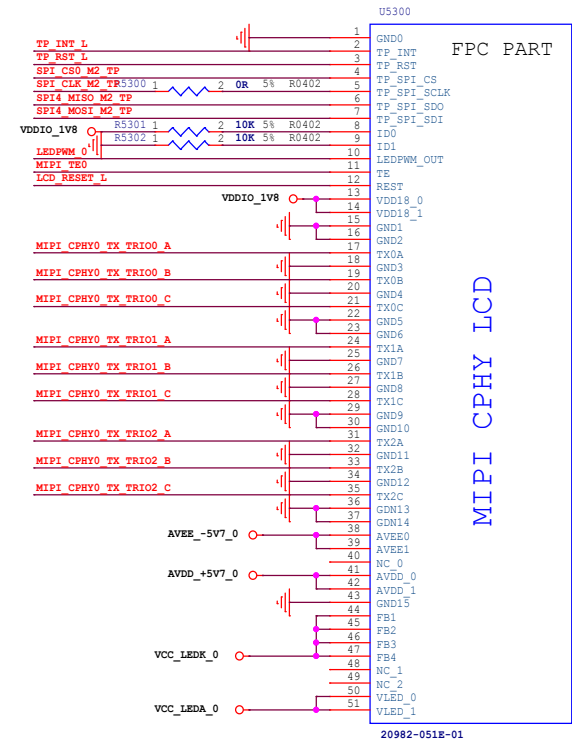 U5300
FPC PART
MIPI CPHY LCD
1 GND0
TP_INT_L 2 TP_INT
TP_RST_L 3 TP_RST
SPI_CS0_M2_TP 4 TP_SPI_CS
SPI_CLK_M2_TP R5300 1 2 0R 5% R0402 5 TP_SPI_SCLK
SPI4_MISO_M2_TP 6 TP_SPI_SDO
SPI4_MOSI_M2_TP 7 TP_SPI_SDI
VDDIO_1V8 R5301 1 2 10K 5% R0402 8 ID0
R5302 1 2 10K 5% R0402 9 ID1
LEDPWM_0 10 LEDPWM_OUT
MIPI_TE0 11 TE
LCD_RESET_L 12 REST
VDDIO_1V8 13 VDD18_0
14 VDD18_1
15 GND1
16 GND2
MIPI_CPHY0_TX_TRIO0_A 17 TX0A
18 GND3
MIPI_CPHY0_TX_TRIO0_B 19 TX0B
20 GND4
MIPI_CPHY0_TX_TRIO0_C 21 TX0C
22 GND5
23 GND6
MIPI_CPHY0_TX_TRIO1_A 24 TX1A
25 GND7
MIPI_CPHY0_TX_TRIO1_B 26 TX1B
27 GND8
MIPI_CPHY0_TX_TRIO1_C 28 TX1C
29 GND9
30 GND10
MIPI_CPHY0_TX_TRIO2_A 31 TX2A
32 GND11
MIPI_CPHY0_TX_TRIO2_B 33 TX2B
34 GND12
MIPI_CPHY0_TX_TRIO2_C 35 TX2C
36 GDN13
37 GDN14
AVEE_-5V7_0 38 AVEE0
39 AVEE1
40 NC_0
AVDD_+5V7_0 41 AVDD_0
42 AVDD_1
43 GND15
44 FB1
45 FB2
46 FB3
VCC_LEDK_0 47 FB4
48 NC_1
49 NC_2
50 VLED_0
VCC_LEDA_0 51 VLED_1
20982-051E-01